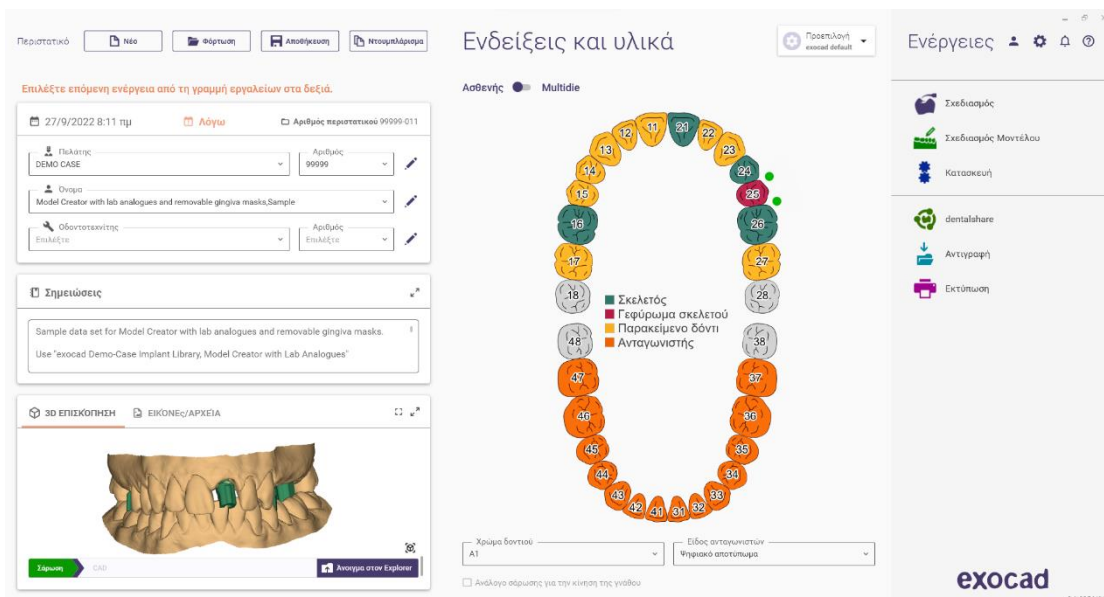 Περιστατικό
Νέο
Φόρτωση
Αποθήκευση
Ντουμπλάρισμα
Επιλέξτε επόμενη ενέργεια από τη γραμμή εργαλείων στα δεξιά.
27/9/2022 8:11 πμ
Λόγω
Αριθμός περιστατικού 99999-011
Πελάτης
DEMO CASE
Αριθμός
99999
Όνομα
Model Creator with lab analogues and removable gingiva masks,Sample
Οδοντοτεχνίτης
Επιλέξτε
Αριθμός
Επιλέξτε
Σημειώσεις
Sample data set for Model Creator with lab analogues and removable gingiva masks.
Use "exocad Demo-Case Implant Library, Model Creator with Lab Analogues"
3D ΕΠΙΣΚΌΠΗΣΗ
ΕΙΚΌΝΕς/ΑΡΧΕΊΑ
Σάρωση
CAD
Άνοιγμα στον Explorer
Ενδείξεις και υλικά
Προεπιλογή
exocad default
Ασθενής
Multidie
12 11 21 22
13 23
14 24
15 25
16 26
17 27
18 28
Σκελετός
Γεφύρωμα σκελετού
Παρακείμενο δόντι
Ανταγωνιστής
48 38
47 37
46 36
45 35
44 34
43 33
42 41 31 32
Χρώμα δοντιού
A1
Είδος ανταγωνιστών
Ψηφιακό αποτύπωμα
Ανάλογο σάρωσης για την κίνηση της γνάθου
Ενέργειες
Σχεδιασμός
Σχεδιασμός Μοντέλου
Κατασκευή
dentalshare
Αντιγραφή
Εκτύπωση
exocad